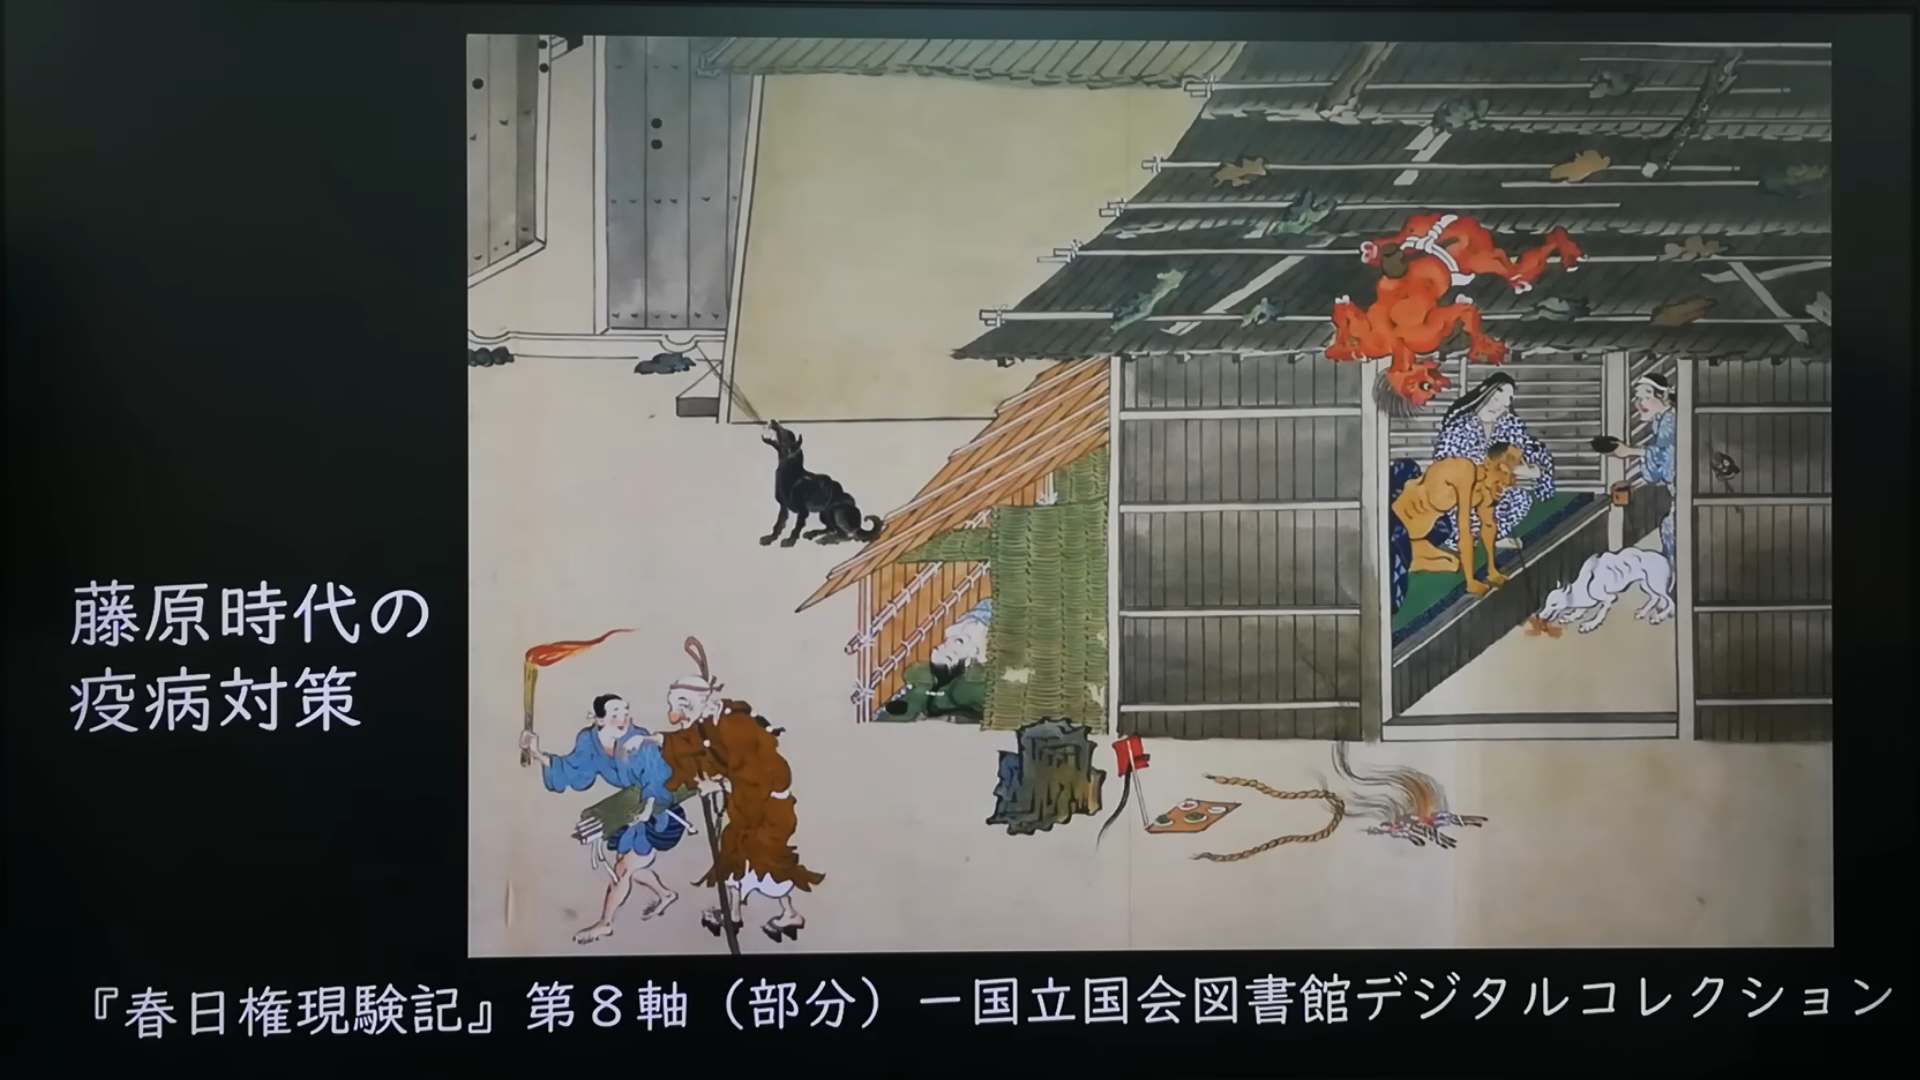 藤原時代の
疫病対策
『春日権現験記』第８軸（部分）－国立国会図書館デジタルコレクション